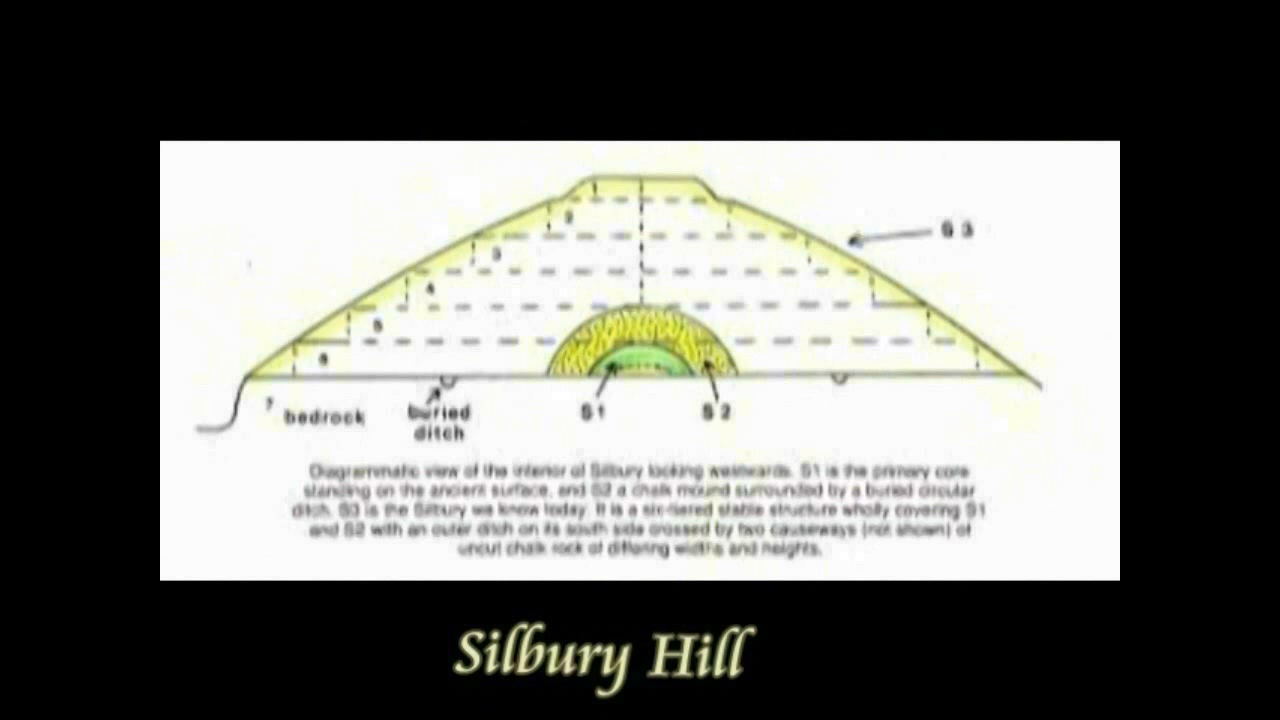 2
3
S 3
4
5
6
7
bedrock
buried
ditch
S 1
S 2
Diagrammatic view of the interior of Silbury looking westwards. S1 is the primary core
standing on the ancient surface, and S2 a chalk mound surrounded by a buried circular
ditch. S3 is the Silbury we know today. It is a six-tiered stable structure wholly covering S1
and S2 with an outer ditch on its south side crossed by two causeways (not shown) of
uncut chalk rock of differing widths and heights.
Silbury Hill